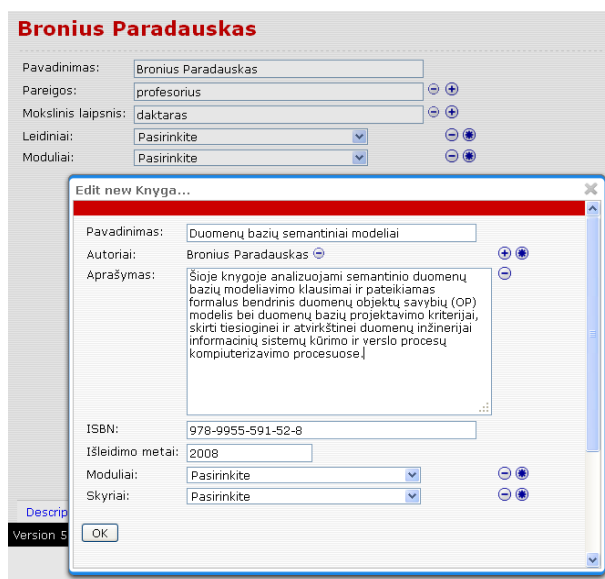 Bronius Paradauskas
Pavadinimas: Bronius Paradauskas
Pareigos: profesorius
Mokslinis laipsnis: daktaras
Leidiniai: Pasirinkite
Moduliai: Pasirinkite
Edit new Knyga...
Pavadinimas: Duomenų bazių semantiniai modeliai
Autoriai: Bronius Paradauskas
Aprašymas: Šioje knygoje analizuojami semantinio duomenų
bazių modeliavimo klausimai ir pateikiamas
formalus bendrinis duomenų objektų savybių (OP)
modelis bei duomenų bazių projektavimo kriterijai,
skirti tiesioginei ir atvirkštinei duomenų inžinerijai
informacinių sistemų kūrimo ir verslo procesų
kompiuterizavimo procesuose.
ISBN: 978-9955-591-52-8
Išleidimo metai: 2008
Moduliai: Pasirinkite
Skyriai: Pasirinkite
Descrip
OK
Version 5